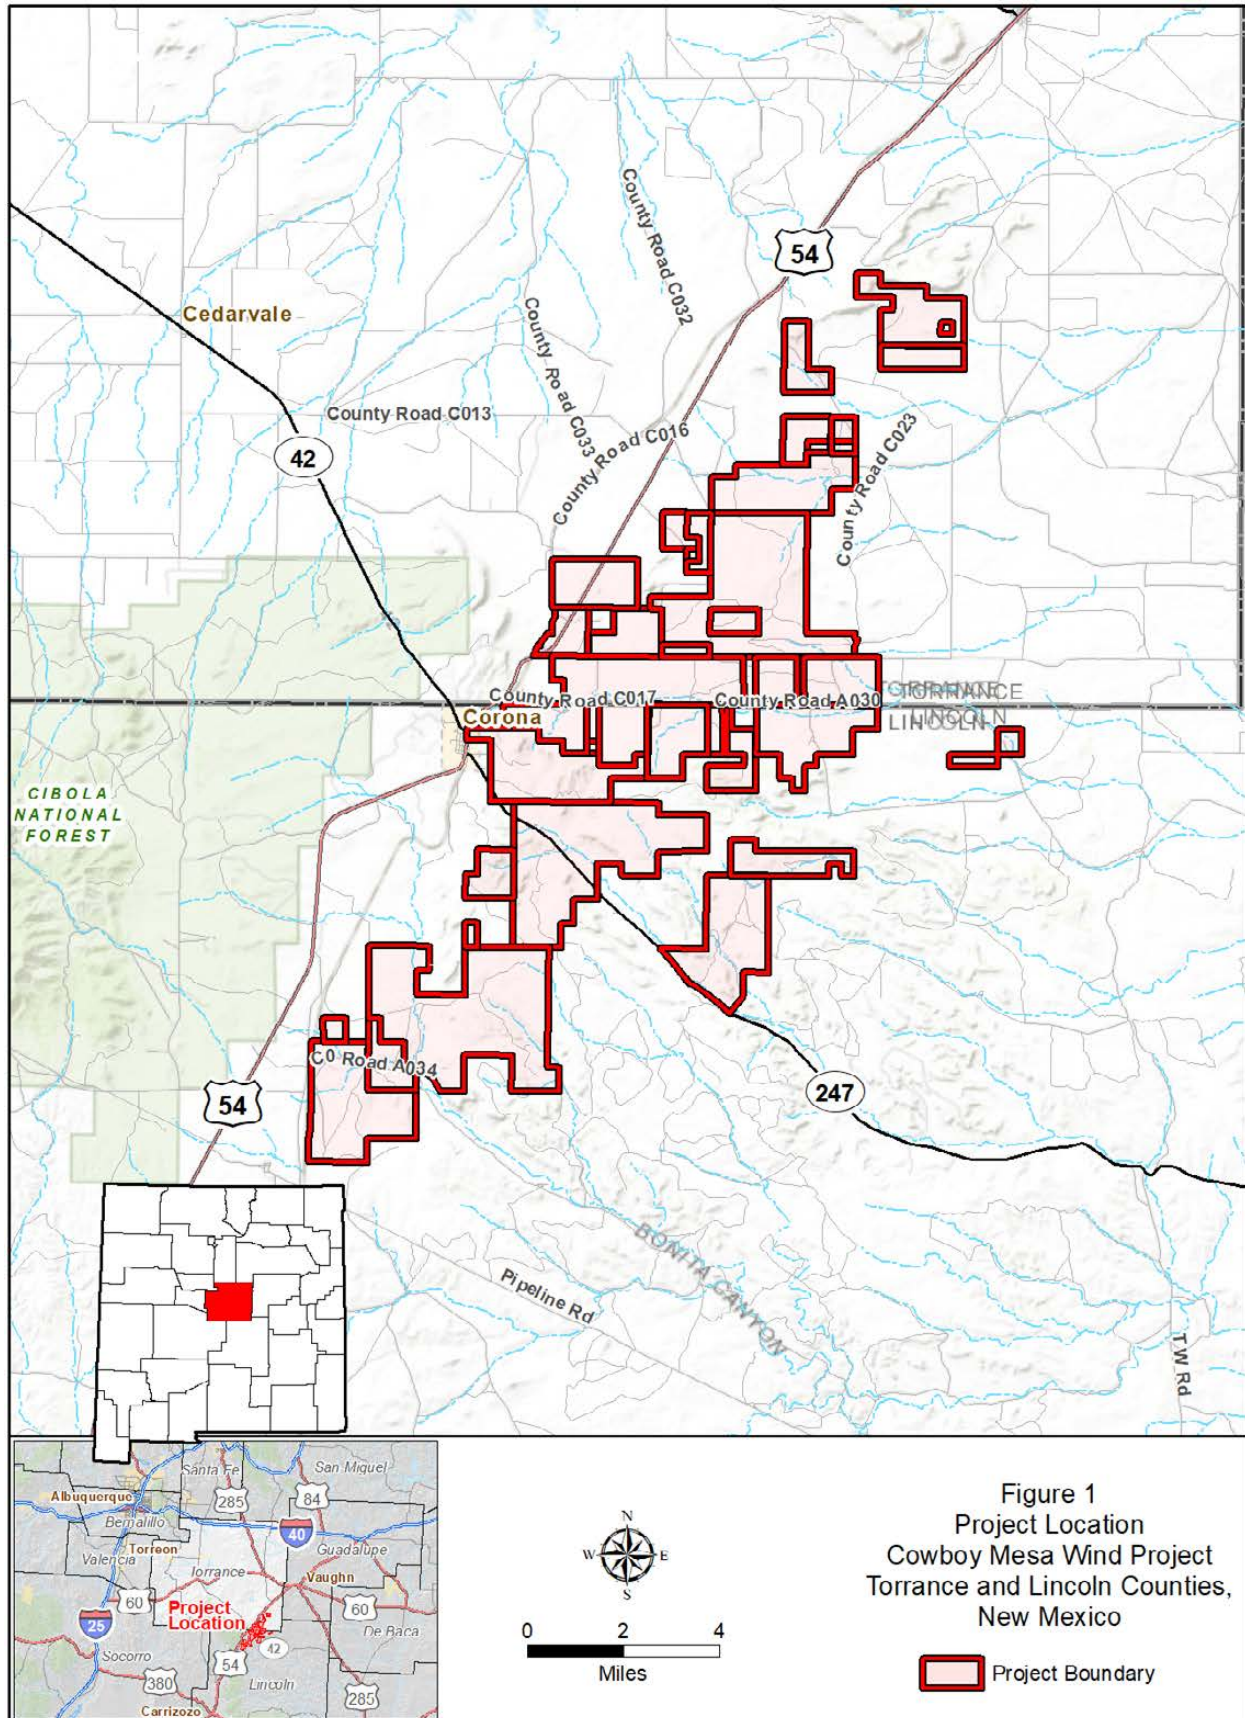 54
County Road C032
Cedarvale
County Road C033
County Road C013
County Road C016
County Road C023
42
County Road C017
County Road A030
TORRANCE
TORRANCE
Corona
LINCOLN
LINCOLN
CIBOLA
NATIONAL
FOREST
C0 Road A034
54
247
BONITA CANYON
Pipeline Rd
TW Rd
Santa Fe
San Miquel
285
84
Albuquerque
Bernalillo
40
Guadalupe
Torreon
Valencia
Torrance
Vaughn
60
60
Project
Location
25
De Baca
42
Socorro
54
Lincoln
380
285
Carrizozo
N
W
E
S
0
2
4
Miles
Figure 1
Project Location
Cowboy Mesa Wind Project
Torrance and Lincoln Counties,
New Mexico
Project Boundary